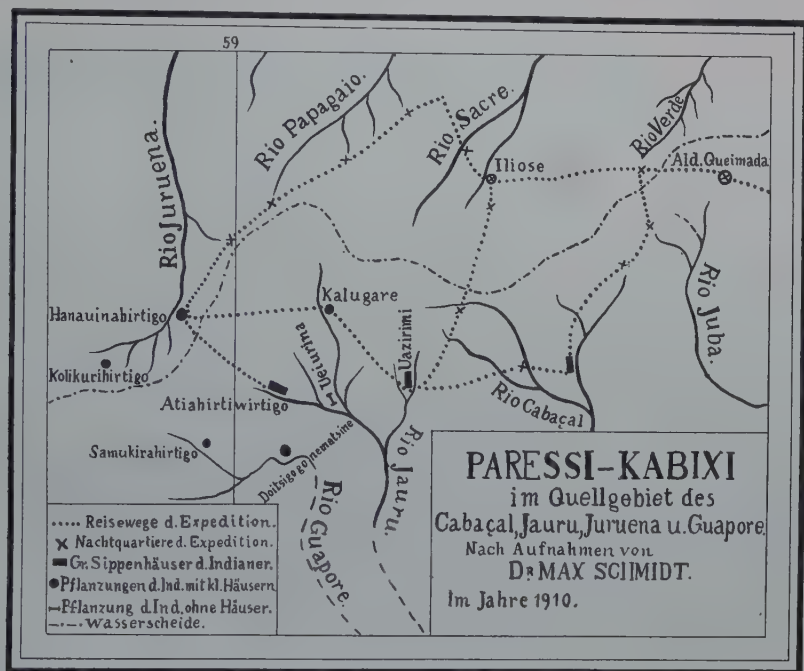 59
Rio Juruena.
Rio Papagaio.
Rio Sacre.
Rio Verde
Ald. Queimada
Iliose
Hanauinabirtigo
Kalugare
Kolikurihirtigo
Ueiurina
Uazirimi
Rio Juba.
Atiahirtiwirtigo
Rio Cabaçal
Samukirahirtigo
Doitsigogonematsine
Rio Jauru.
Rio Guapore.
PARESSI-KABIXI
im Quellgebiet des
Cabaçal, Jauru, Juruena u. Guapore.
Nach Aufnahmen von
DR MAX SCHMIDT.
Im Jahre 1910.
Reisewege d. Expedition.
Nachtquartiere d. Expedition.
Gr. Sippenhäuser d. Indianer.
Pflanzungen d. Ind. mit kl. Häusern
Pflanzung d. Ind. ohne Häuser.
Wasserscheide.